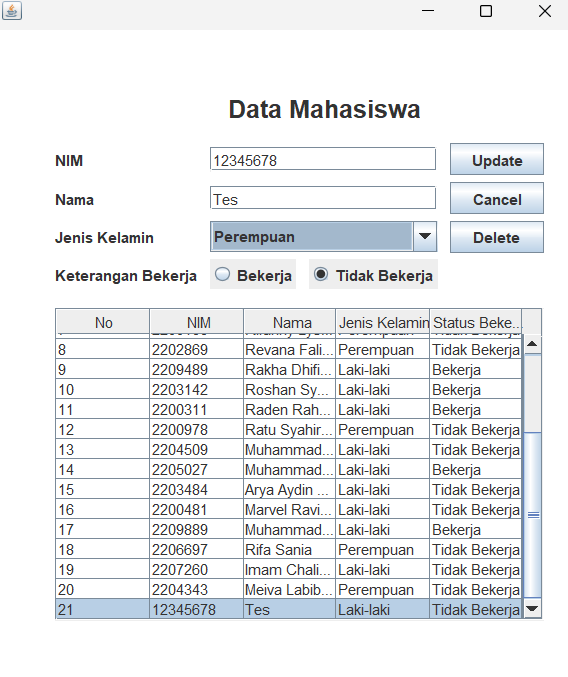 Data Mahasiswa
NIM 12345678 Update
Nama Tes Cancel
Jenis Kelamin Perempuan Delete
Keterangan Bekerja Bekerja Tidak Bekerja
No NIM Nama Jenis Kelamin Status Beke...
8 2202869 Revana Fali... Perempuan Tidak Bekerja
9 2209489 Rakha Dhifi... Laki-laki Bekerja
10 2203142 Roshan Sy... Laki-laki Bekerja
11 2200311 Raden Rah... Laki-laki Bekerja
12 2200978 Ratu Syahir... Perempuan Tidak Bekerja
13 2204509 Muhammad... Laki-laki Tidak Bekerja
14 2205027 Muhammad... Laki-laki Bekerja
15 2203484 Arya Aydin ... Laki-laki Tidak Bekerja
16 2200481 Marvel Ravi... Laki-laki Tidak Bekerja
17 2209889 Muhammad... Laki-laki Bekerja
18 2206697 Rifa Sania Perempuan Tidak Bekerja
19 2207260 Imam Chali... Laki-laki Tidak Bekerja
20 2204343 Meiva Labib... Perempuan Tidak Bekerja
21 12345678 Tes Laki-laki Tidak Bekerja